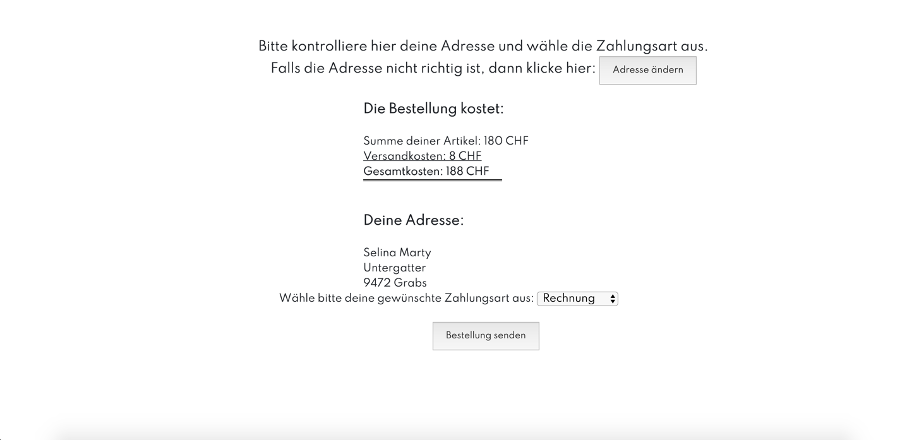 Bitte kontrolliere hier deine Adresse und wähle die Zahlungsart aus.
Falls die Adresse nicht richtig ist, dann klicke hier: Adresse ändern
Die Bestellung kostet:
Summe deiner Artikel: 180 CHF
Versandkosten: 8 CHF
Gesamtkosten: 188 CHF
Deine Adresse:
Selina Marty
Untergatter
9472 Grabs
Wähle bitte deine gewünschte Zahlungsart aus: Rechnung
Bestellung senden